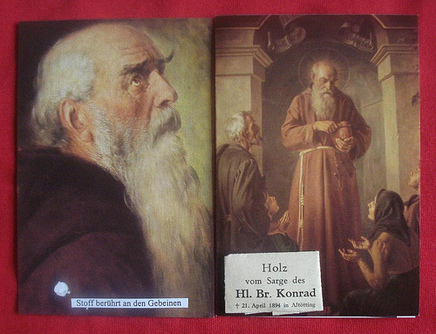 Stoff berührt an den Gebeinen
Holz
vom Sarge des
Hl. Br. Konrad
† 21. April 1894 in Altötting